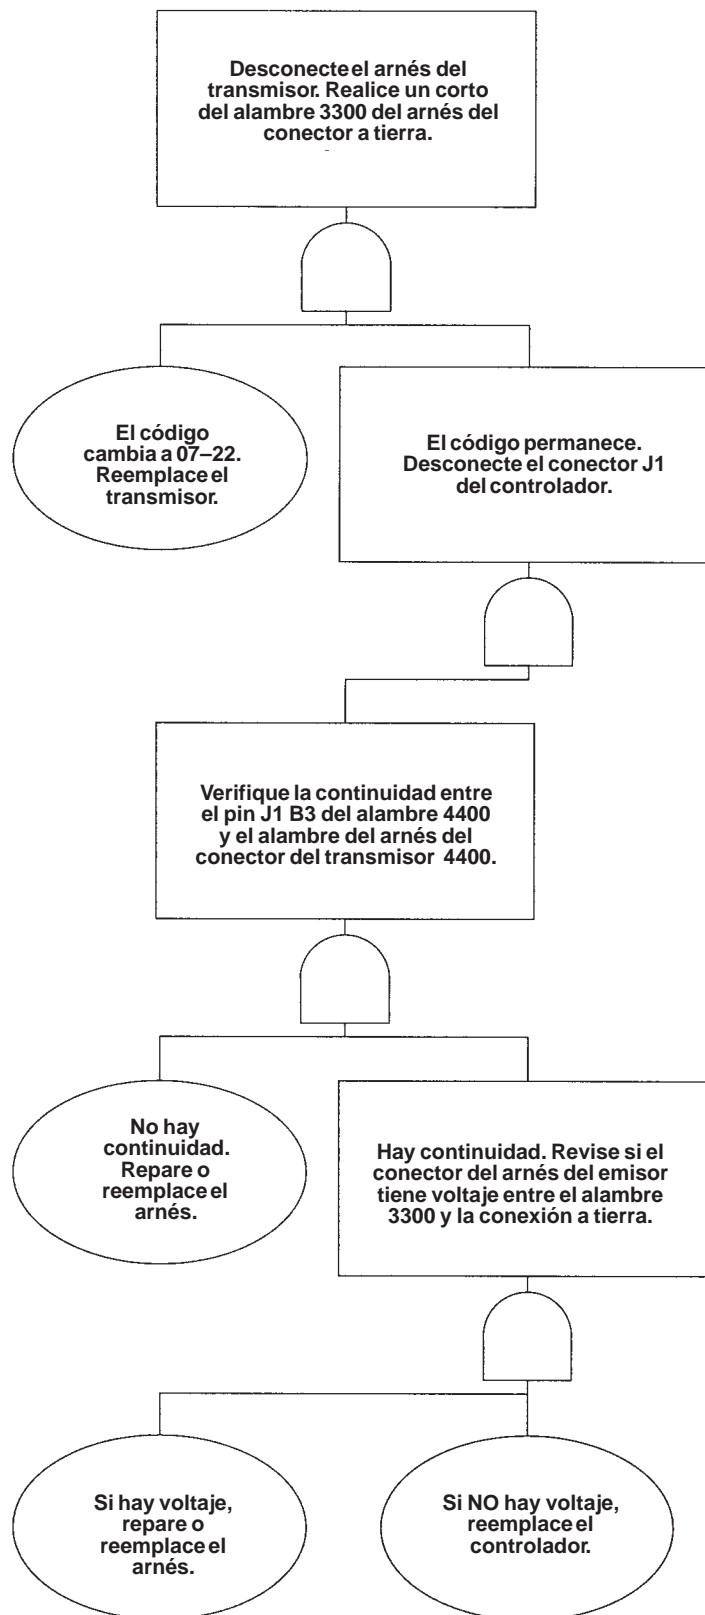 Desconecte el arnés del
transmisor. Realice un corto
del alambre 3300 del arnés del
conector a tierra.
El código
cambia a 07–22.
Reemplace el
transmisor.
El código permanece.
Desconecte el conector J1
del controlador.
Verifique la continuidad entre
el pin J1 B3 del alambre 4400
y el alambre del arnés del
conector del transmisor 4400.
No hay
continuidad.
Repare o
reemplace el
arnés.
Hay continuidad. Revise si el
conector del arnés del emisor
tiene voltaje entre el alambre
3300 y la conexión a tierra.
Si hay voltaje,
repare o
reemplace el
arnés.
Si NO hay voltaje,
reemplace el
controlador.